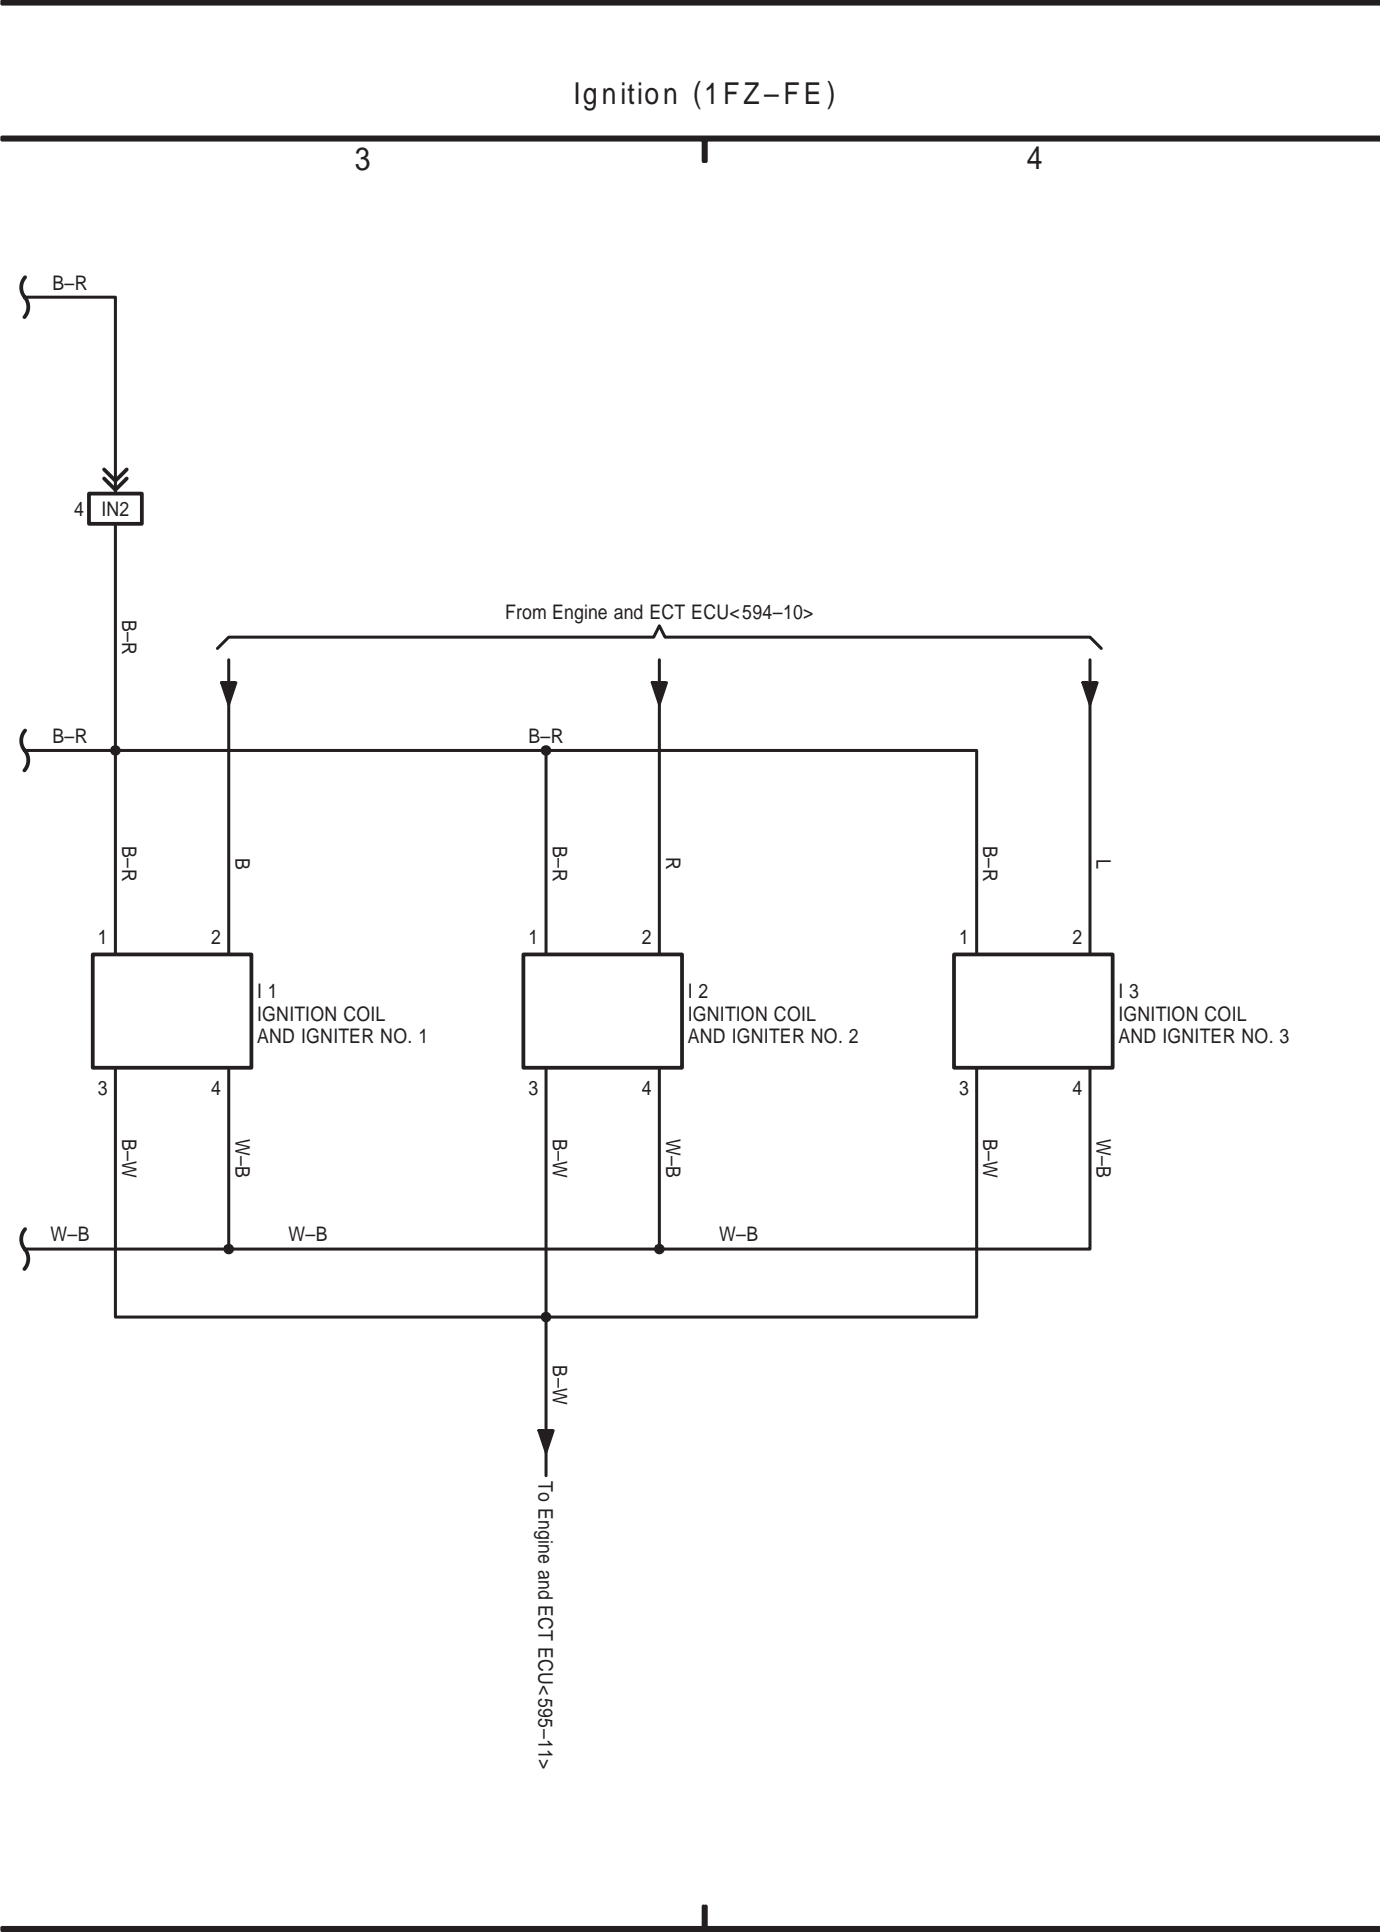 Ignition (1FZ–FE)
3
4
B–R
4
IN2
B–R
From Engine and ECT ECU<594–10>
B–R
B–R
B–R
B
B–R
R
B–R
L
1
2
1
2
1
2
I 1
IGNITION COIL
AND IGNITER NO. 1
I 2
IGNITION COIL
AND IGNITER NO. 2
I 3
IGNITION COIL
AND IGNITER NO. 3
3
4
3
4
3
4
B–W
W–B
B–W
W–B
B–W
W–B
W–B
W–B
W–B
B–W
To Engine and ECT ECU<595–11>